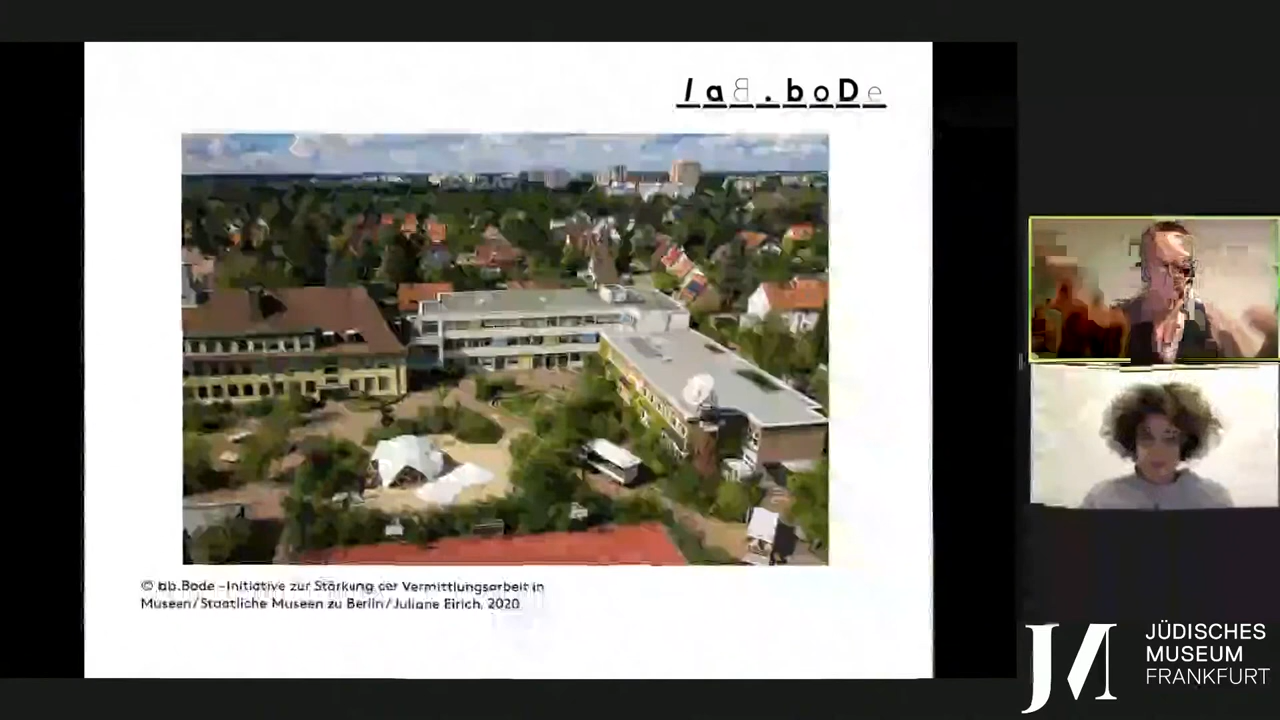 laB.boDe
© lab.Bode – Initiative zur Stärkung der Vermittlungsarbeit in
Museen / Staatliche Museen zu Berlin / Juliane Eirich, 2020
JÜDISCHES
MUSEUM
FRANKFURT